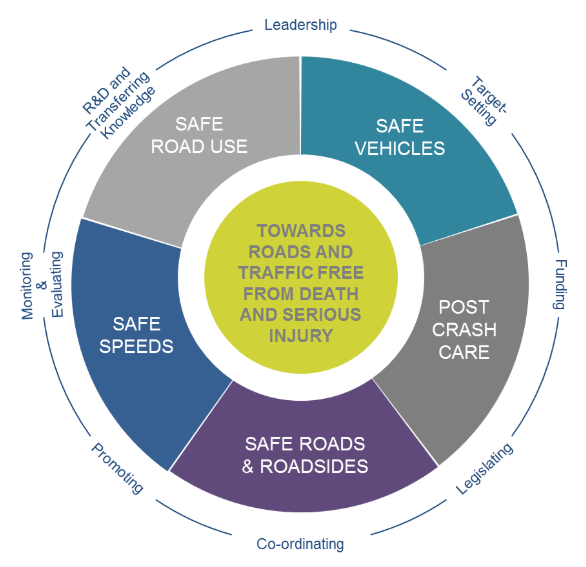 Leadership
Target-
Setting
Funding
Legislating
Co-ordinating
Promoting
Monitoring
&
Evaluating
R&D and
Transferring
Knowledge
SAFE
ROAD USE
SAFE
VEHICLES
POST
CRASH
CARE
SAFE ROADS
& ROADSIDES
SAFE
SPEEDS
TOWARDS
ROADS AND
TRAFFIC FREE
FROM DEATH
AND SERIOUS
INJURY